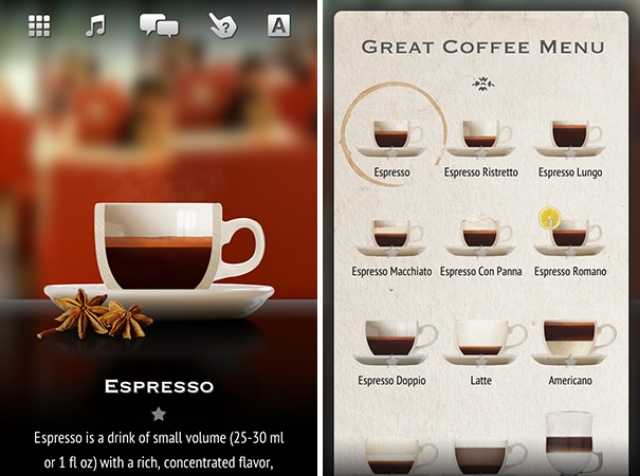 A
ESPRESSO
Espresso is a drink of small volume (25-30 ml
or 1 fl oz) with a rich, concentrated flavor,
GREAT COFFEE MENU
Espresso Espresso Ristretto Espresso Lungo
Espresso Macchiato Espresso Con Panna Espresso Romano
Espresso Doppio Latte Americano